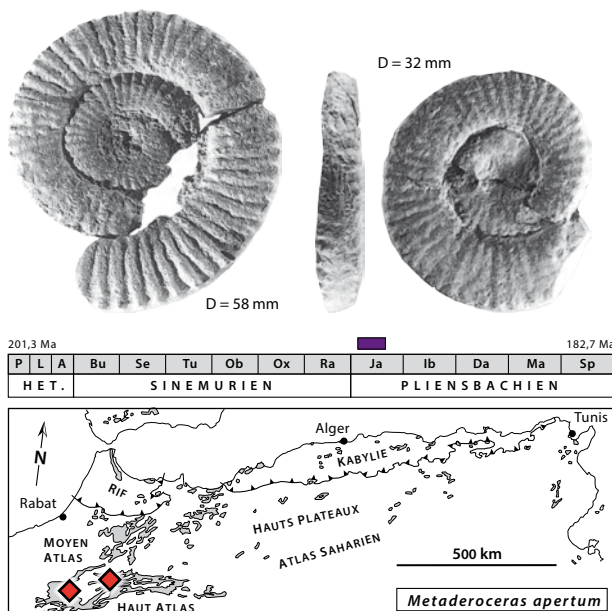 D = 32 mm
D = 58 mm
201,3 Ma 182,7 Ma
P L A Bu Se Tu Ob Ox Ra Ja Ib Da Ma Sp
HET. SINEMURIEN PLIENSBACHIEN
Tunis
Alger
N
KABYLIE
RIF
Rabat
HAUTS PLATEAUX
MOYEN
ATLAS
ATLAS SAHARIEN
500 km
HAUT ATLAS
Metaderoceras apertum